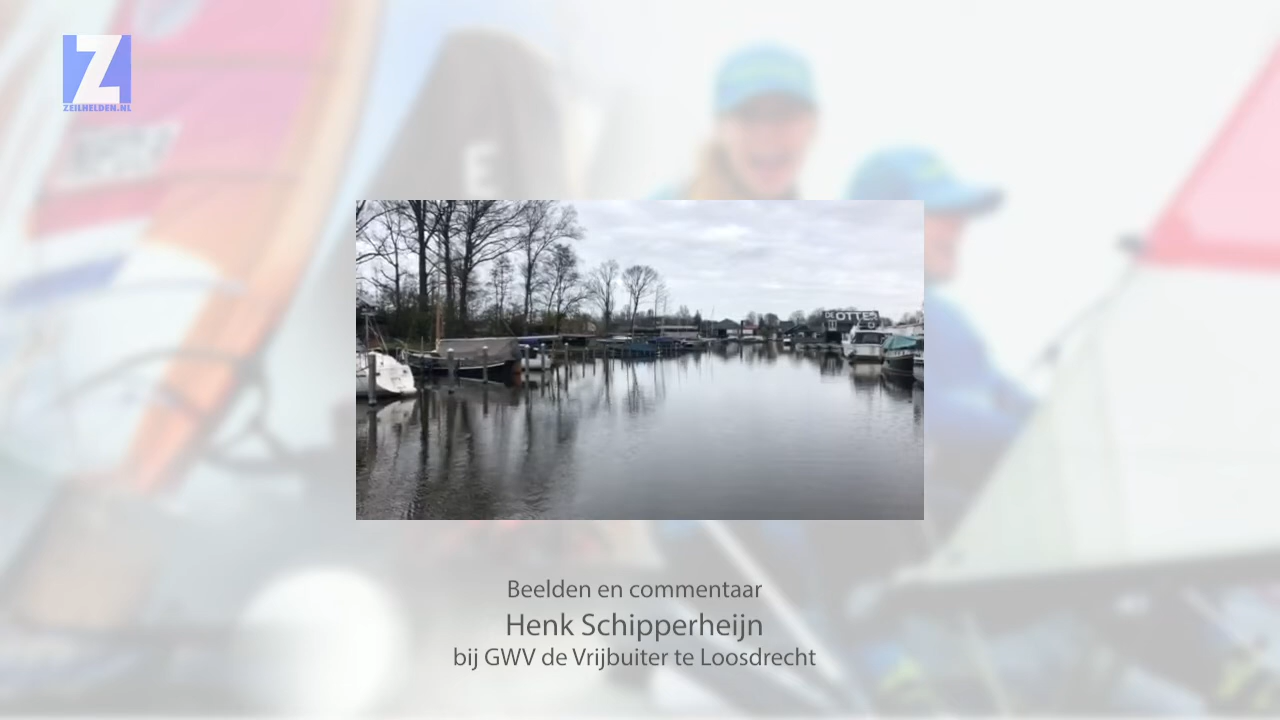 Z
ZEILHELDEN.NL
E
DE OTTER
Beelden en commentaar
Henk Schipperheijn
bij GWV de Vrijbuiter te Loosdrecht